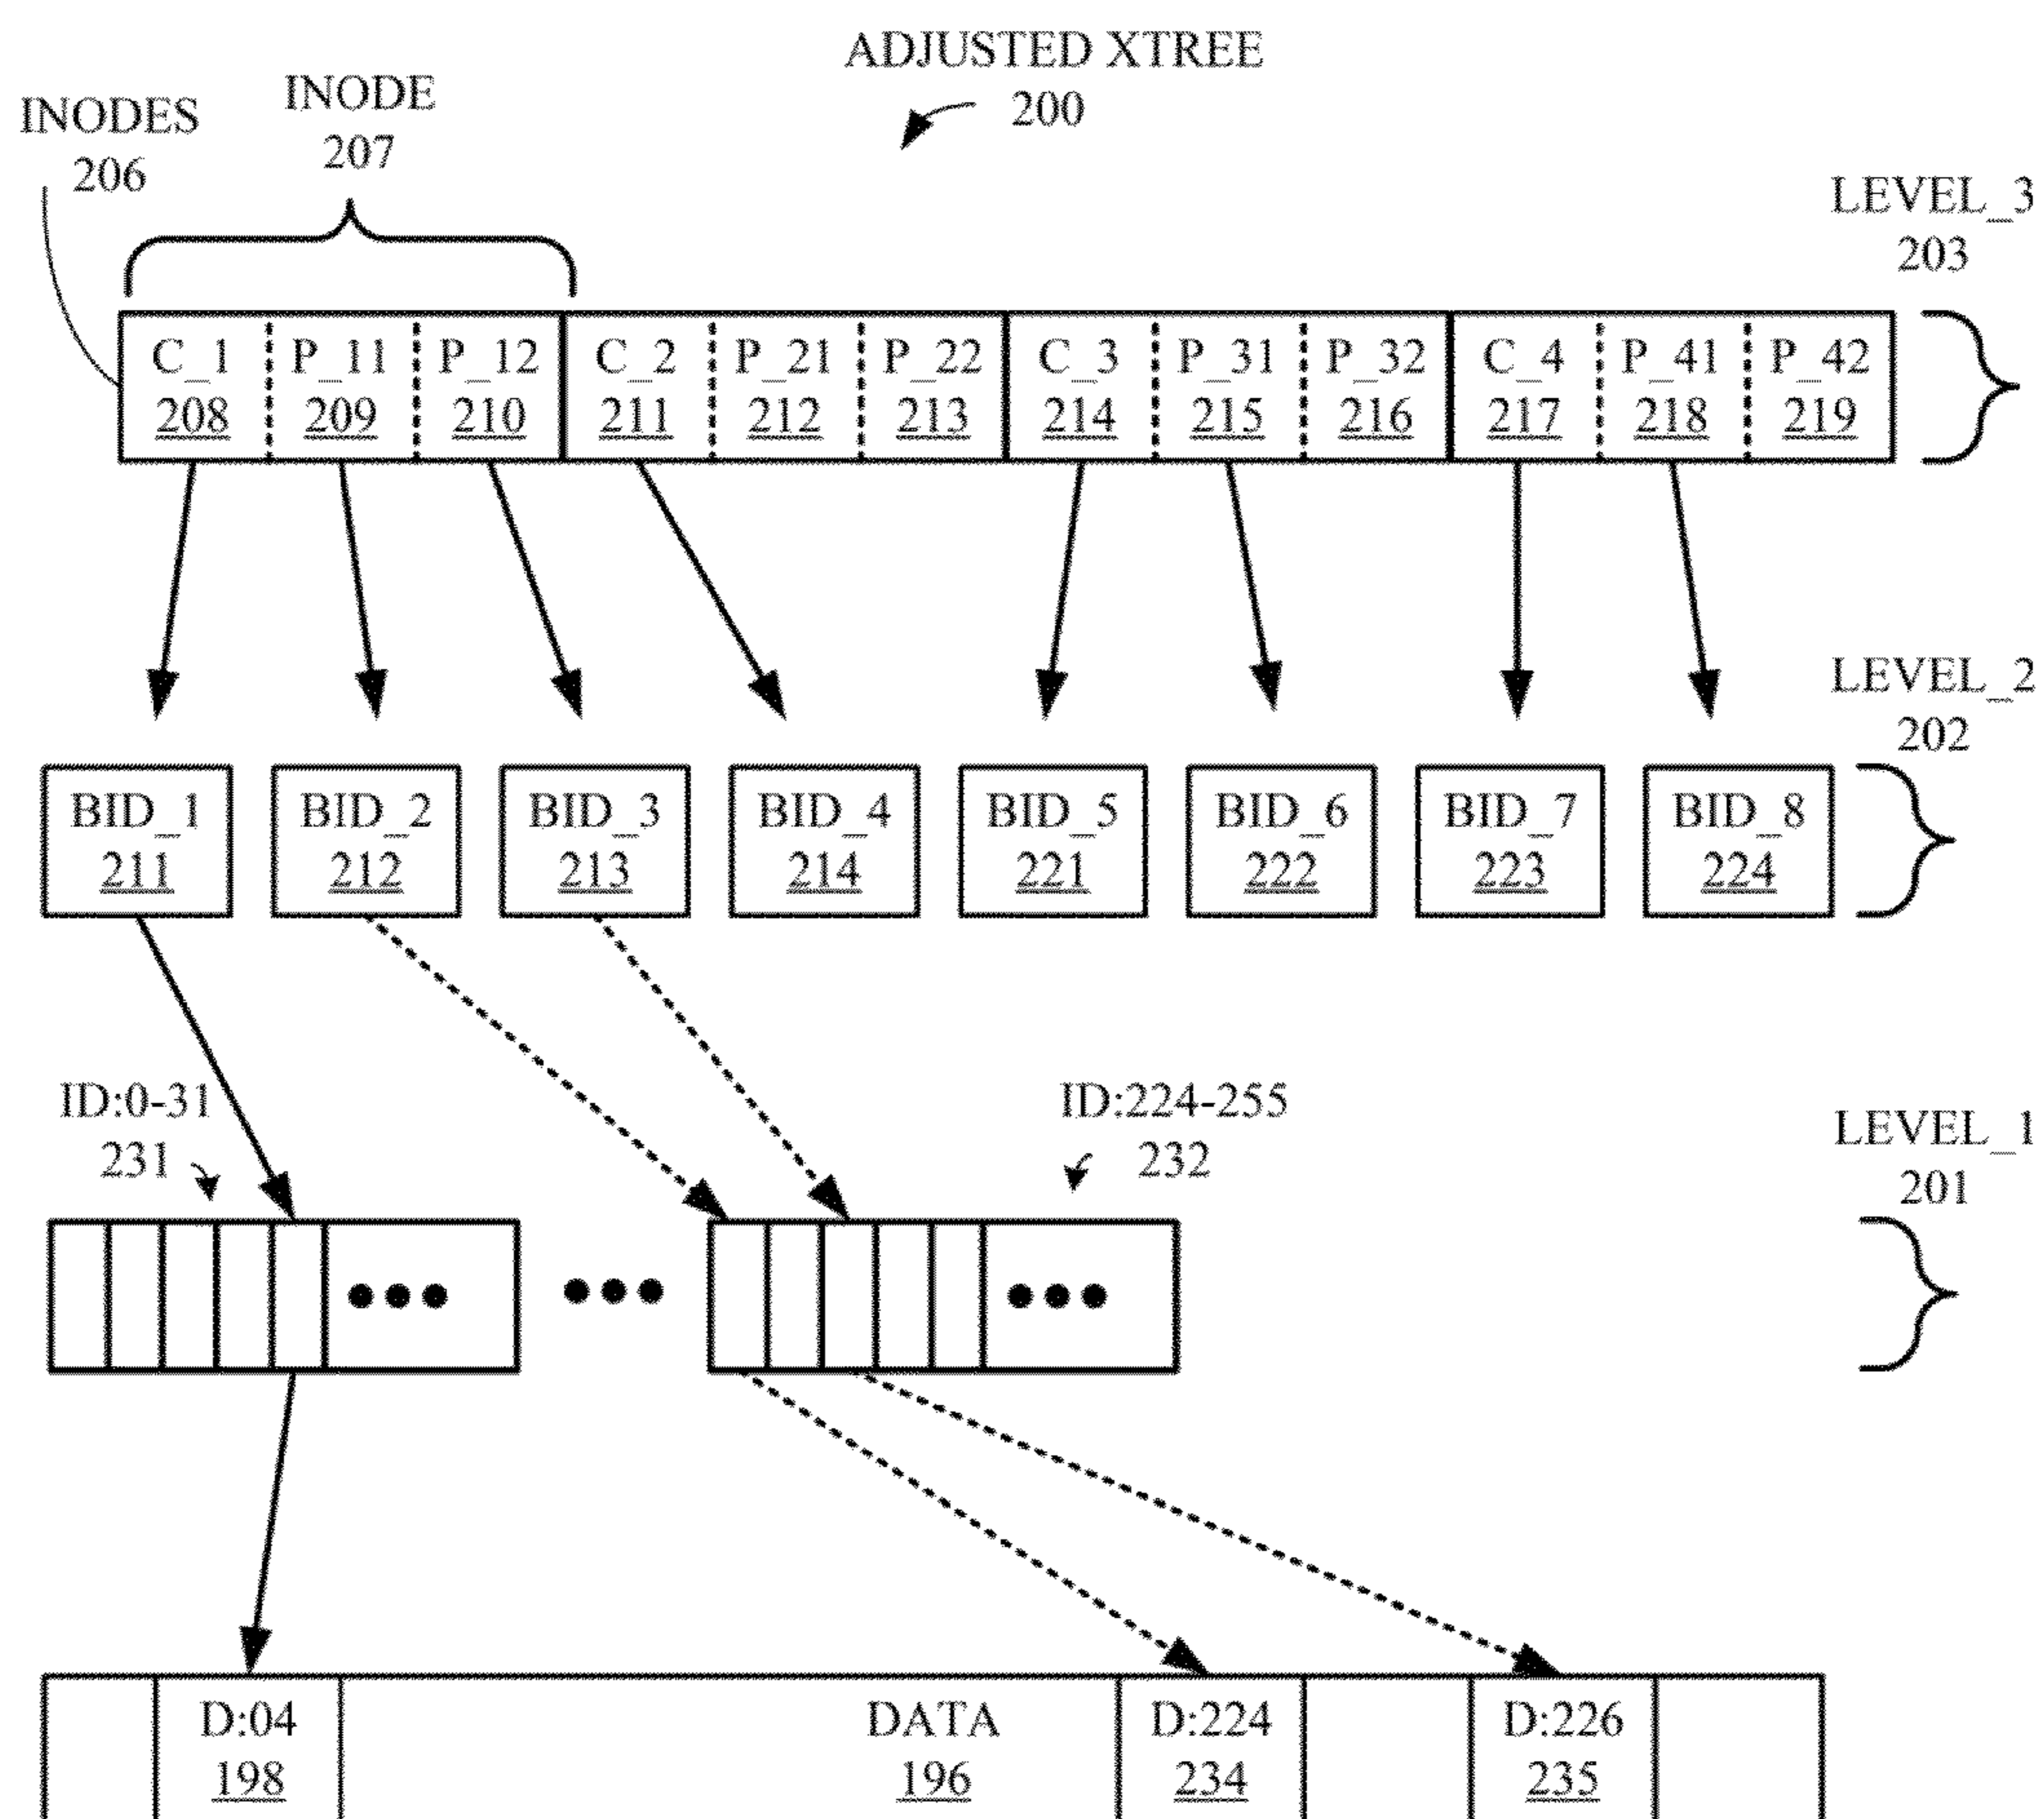 ADJUSTED XTREE
200
INODE
207
INODES
206
LEVEL_3
203
C_1 P_11 P_12 C_2 P_21 P_22 C_3 P_31 P_32 C_4 P_41 P_42
208 209 210 211 212 213 214 215 216 217 218 219
LEVEL_2
202
BID_1 BID_2 BID_3 BID_4 BID_5 BID_6 BID_7 BID_8
211 212 213 214 221 222 223 224
ID:0-31 ID:224-255
231 232
LEVEL_1
201
D:04 DATA D:224 D:226
198 196 234 235